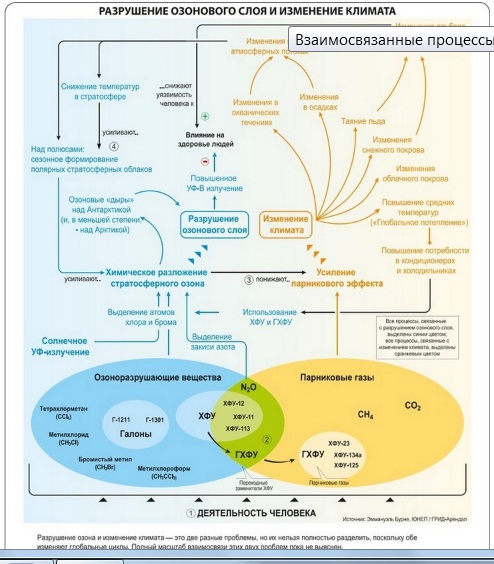 РАЗРУШЕНИЕ ОЗОНОВОГО СЛОЯ И ИЗМЕНЕНИЕ КЛИМАТА
Взаимосвязанные процессы
Изменения
атмосферных
Снижение температур
в стратосфере
...снижают
уязвимость
человека к
Изменения в
океанических
течениях
Изменения
в осадках
Таяние льда
Изменения
снежного покрова
Изменения
облачного покрова
усиливают...
④
Влияние на
здоровье людей
Над полюсами:
сезонное формирование
полярных стратосферных облаков
Повышенное
УФ-В излучение
Озоновые «дыры»
над Антарктикой
(и, в меньшей степени,
- над Арктикой)
Разрушение
озонового слоя
Изменение
климата
Повышение средних
температур
(«Глобальное потепление»)
Повышение потребности
в кондиционерах
и холодильниках
усиливают...
Химическое разложение
стратосферного озона
③ понижают...
Усиление
парникового эффекта
Выделение атомов
хлора и брома
Использование
ХФУ и ГХФУ
Все процессы, связанные
с разрушением озонового слоя,
выделены синим цветом;
все процессы, связанные с
изменением климата, выделены
оранжевым цветом
Солнечное
УФ-излучение
Выделение
закиси азота
Озоноразрушающие вещества
Парниковые газы
N₂O
Тетрахлорметан
(CCl₄)
Г-1211
Г-1301
Галоны
ХФУ
ХФУ-12
ХФУ-11
ХФУ-113
CH₄
CO₂
Метилхлорид
(CH₃Cl)
②
ГХФУ
ГХФУ
ХФУ-23
ХФУ-134a
ХФУ-125
Бромистый метил
(CH₃Br)
Метилхлороформ
(CH₃CCl₃)
Переходные
заменители ХФУ
Парниковые газы
① ДЕЯТЕЛЬНОСТЬ ЧЕЛОВЕКА
Источник: Эммануэль Бурне, ЮНЕП / ГРИД-Арендал
Разрушение озона и изменение климата — это две разные проблемы, но их нельзя полностью разделить, поскольку обе
изменяют глобальные циклы. Полный масштаб взаимосвязи этих двух проблем пока не выяснен.